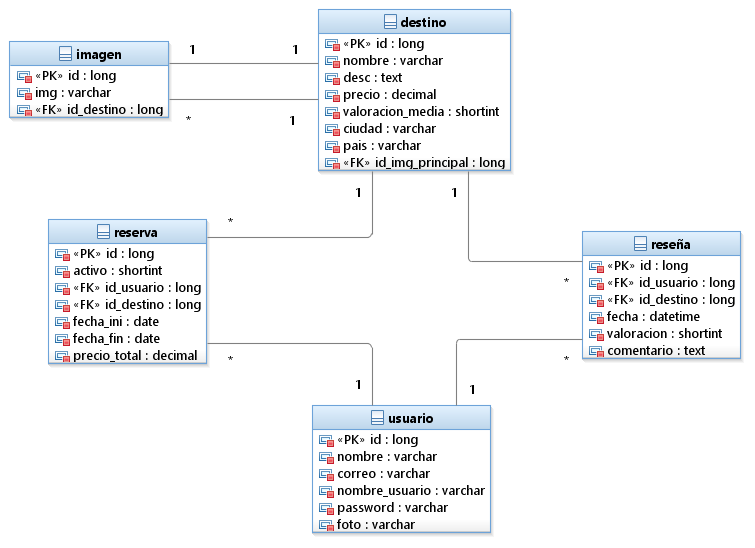 destino
«PK» id : long
nombre : varchar
desc : text
precio : decimal
valoracion_media : shortint
ciudad : varchar
pais : varchar
«FK» id_img_principal : long
imagen
«PK» id : long
img : varchar
«FK» id_destino : long
1
1
*
1
1
*
1
*
reserva
«PK» id : long
activo : shortint
«FK» id_usuario : long
«FK» id_destino : long
fecha_ini : date
fecha_fin : date
precio_total : decimal
reseña
«PK» id : long
«FK» id_usuario : long
«FK» id_destino : long
fecha : datetime
valoracion : shortint
comentario : text
*
1
*
1
usuario
«PK» id : long
nombre : varchar
correo : varchar
nombre_usuario : varchar
password : varchar
foto : varchar